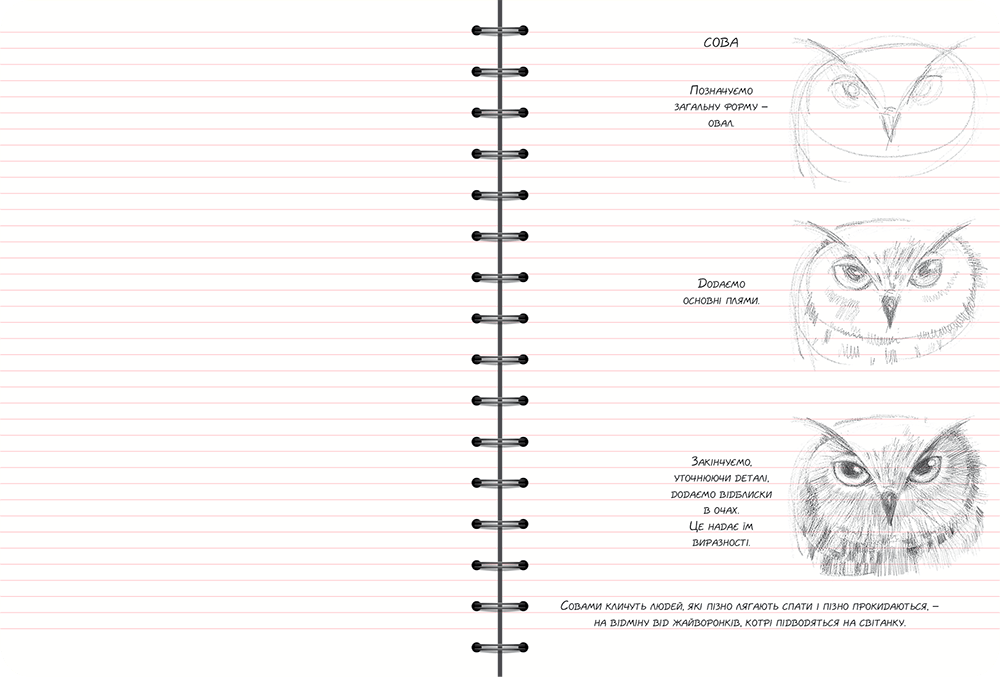 СОВА
Позначуємо
загальну форму –
овал.
Додаємо
основні плями.
Закінчуємо,
уточнюючи деталі,
додаємо відблиски
в очах.
Це надає їм
виразності.
Совами кличуть людей, які пізно лягають спати і пізно прокидаються, –
на відміну від жайворонків, котрі підводяться на світанку.